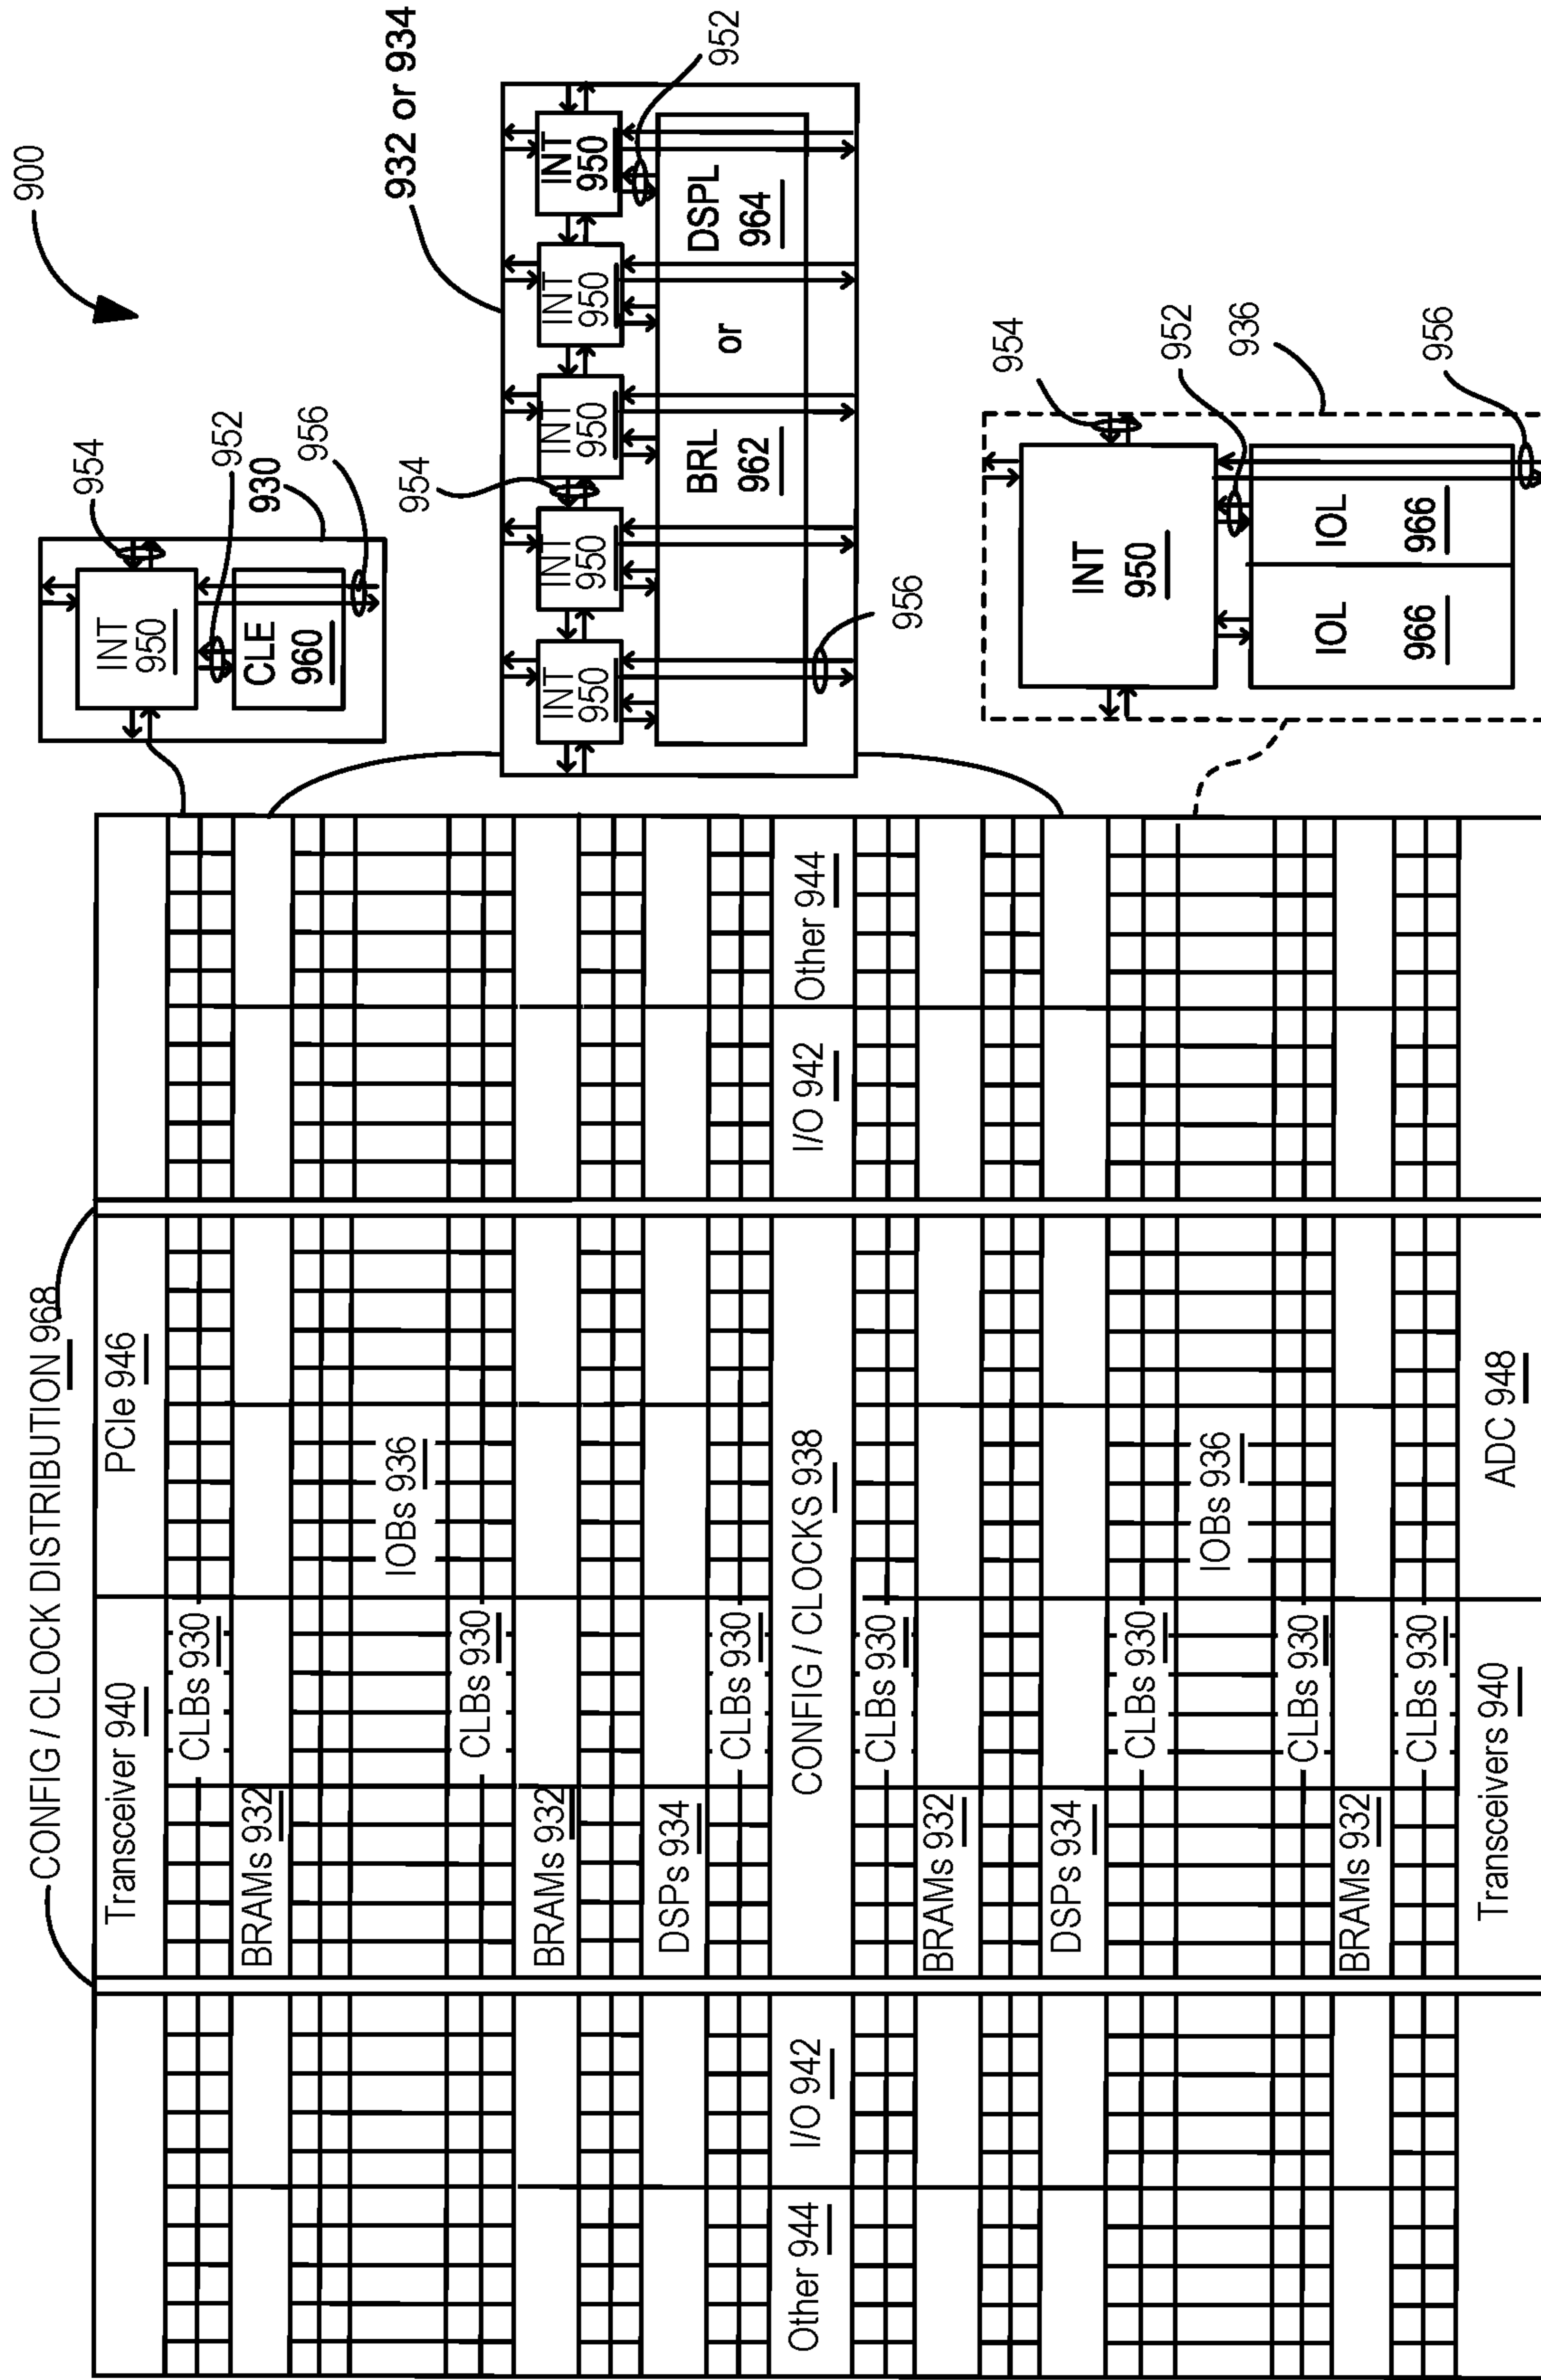 900
CONFIG / CLOCK DISTRIBUTION 968
Transceiver 940
PCIe 946
CLBs 930
BRAMs 932
IOBs 936
CLBs 930
BRAMs 932
DSPs 934
CLBs 930
Other 944
I/O 942
CONFIG / CLOCKS 938
I/O 942
Other 944
CLBs 930
BRAMs 932
DSPs 934
CLBs 930
IOBs 936
CLBs 930
BRAMs 932
CLBs 930
Transceivers 940
ADC 948
INT
950
CLE
960
954
952
930
956
932 or 934
INT
950
INT
950
INT
950
INT
950
INT
950
954
952
BRL
962
or
DSPL
964
956
INT
950
IOL
966
IOL
966
954
952
936
956